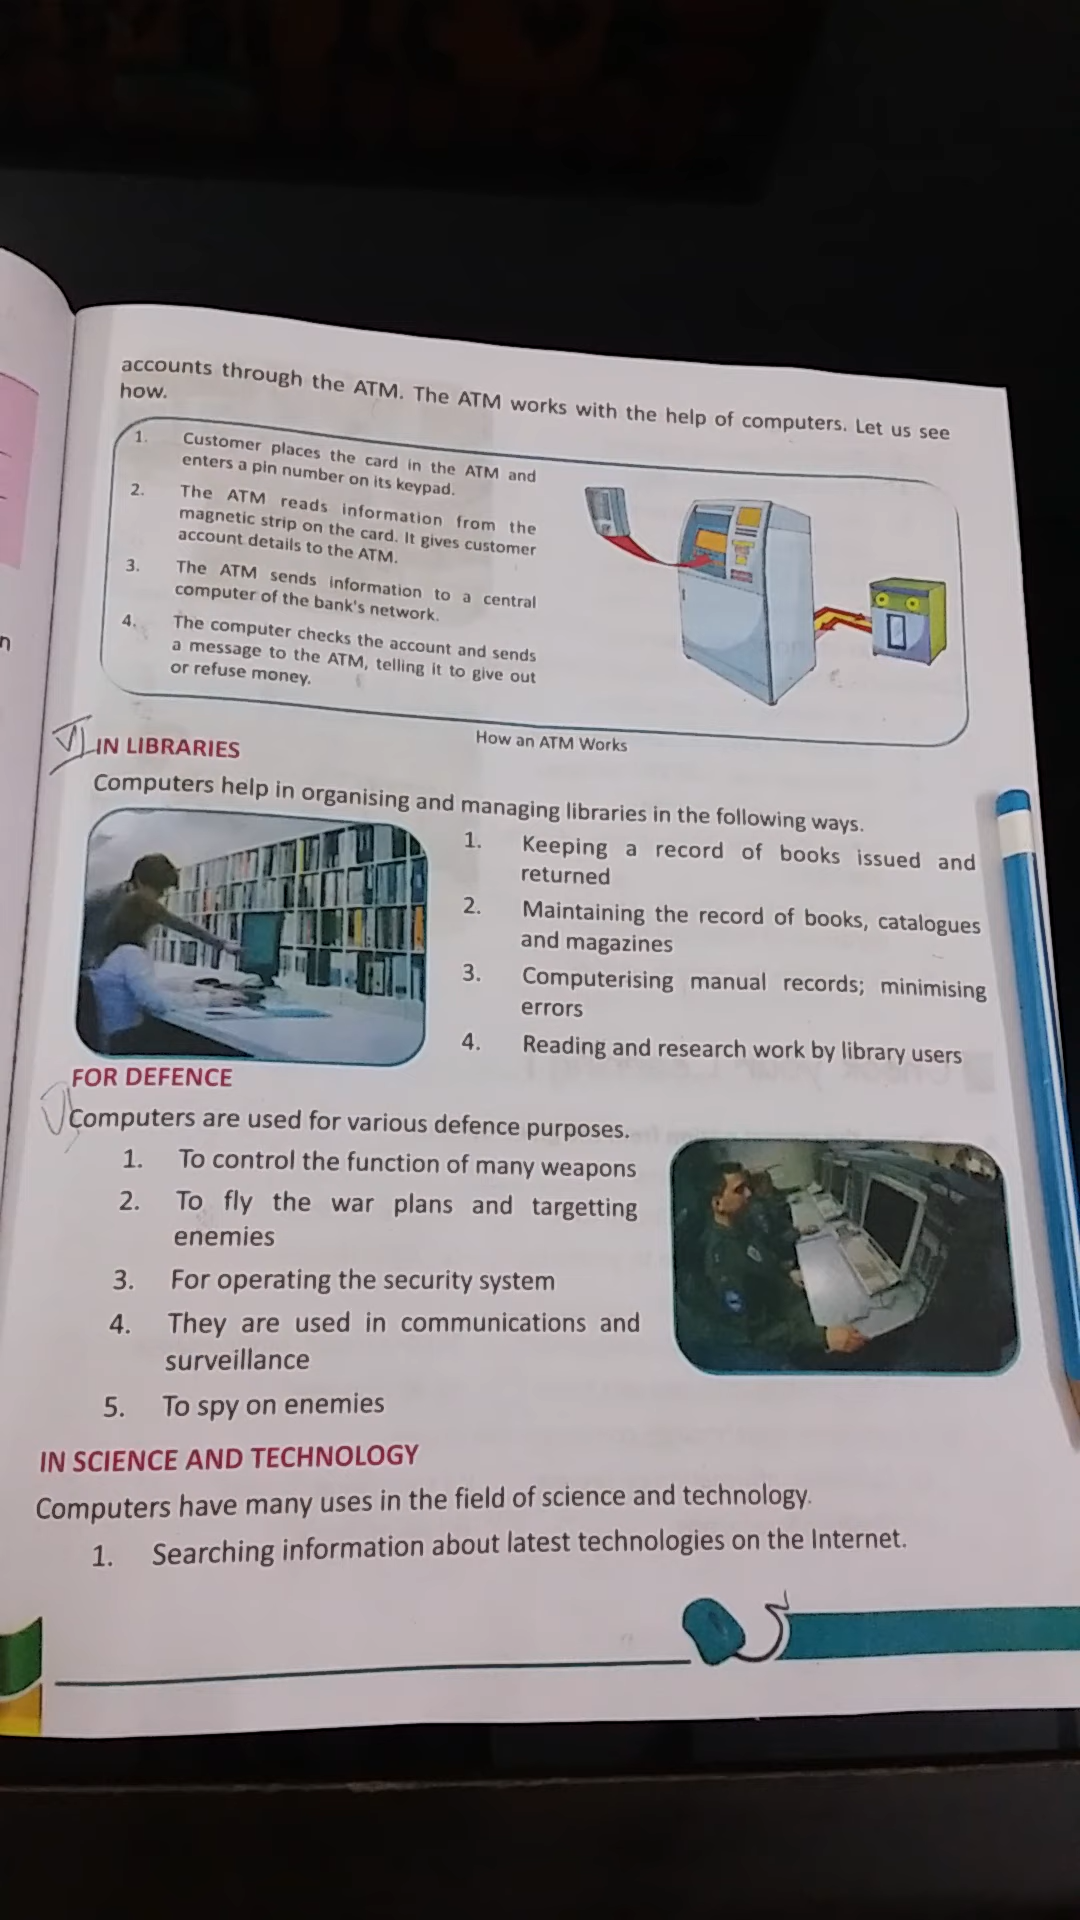 accounts through the ATM. The ATM works with the help of computers. Let us see
how.
1. Customer places the card in the ATM and
enters a pin number on its keypad.
2. The ATM reads information from the
magnetic strip on the card. It gives customer
account details to the ATM.
3. The ATM sends information to a central
computer of the bank's network.
4. The computer checks the account and sends
a message to the ATM, telling it to give out
or refuse money.
How an ATM Works
IN LIBRARIES
Computers help in organising and managing libraries in the following ways.
1. Keeping a record of books issued and
returned
2. Maintaining the record of books, catalogues
and magazines
3. Computerising manual records; minimising
errors
4. Reading and research work by library users
FOR DEFENCE
Computers are used for various defence purposes.
1. To control the function of many weapons
2. To fly the war plans and targetting
enemies
3. For operating the security system
4. They are used in communications and
surveillance
5. To spy on enemies
IN SCIENCE AND TECHNOLOGY
Computers have many uses in the field of science and technology.
1. Searching information about latest technologies on the Internet.